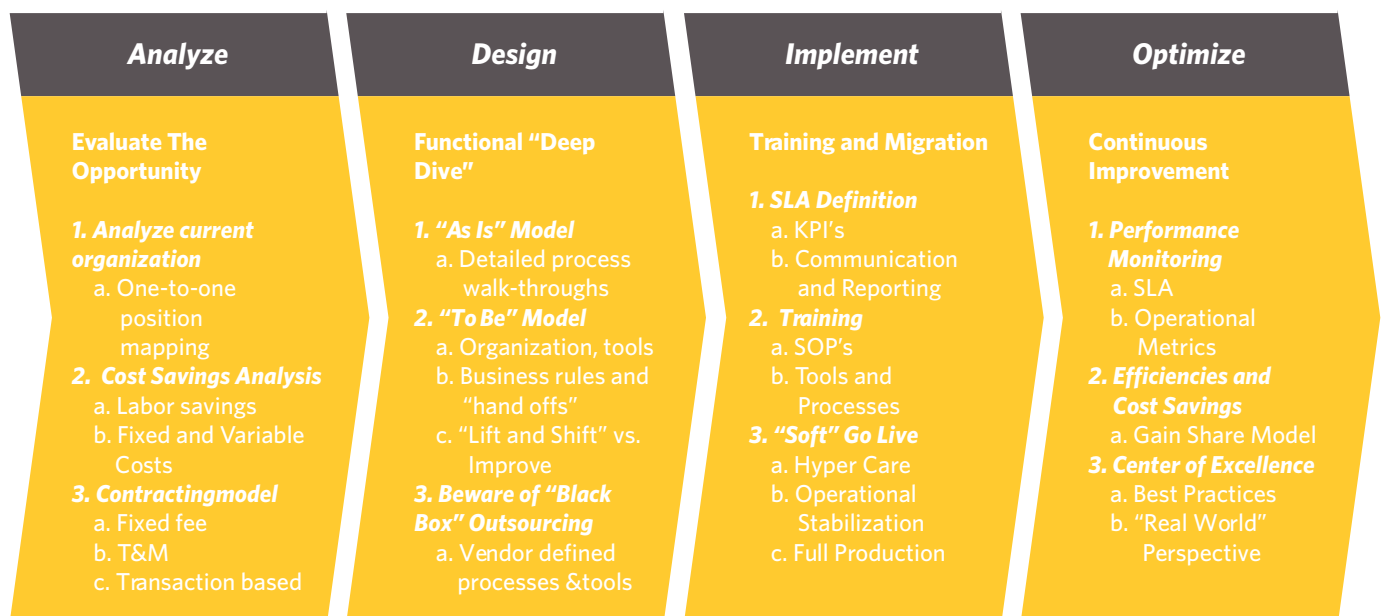 Analyze
Evaluate The
Opportunity
1. Analyze current
organization
a. One-to-one
position
mapping
2. Cost Savings Analysis
a. Labor savings
b. Fixed and Variable
Costs
3. Contractingmodel
a. Fixed fee
b. T&M
c. Transaction based
Design
Functional “Deep
Dive”
1. “As Is” Model
a. Detailed process
walk-throughs
2. “To Be” Model
a. Organization, tools
b. Business rules and
“hand offs”
c. “Lift and Shift” vs.
Improve
3. Beware of “Black
Box” Outsourcing
a. Vendor defined
processes &tools
Implement
Training and Migration
1. SLA Definition
a. KPI’s
b. Communication
and Reporting
2. Training
a. SOP’s
b. Tools and
Processes
3. “Soft” Go Live
a. Hyper Care
b. Operational
Stabilization
c. Full Production
Optimize
Continuous
Improvement
1. Performance
Monitoring
a. SLA
b. Operational
Metrics
2. Efficiencies and
Cost Savings
a. Gain Share Model
3. Center of Excellence
a. Best Practices
b. “Real World”
Perspective